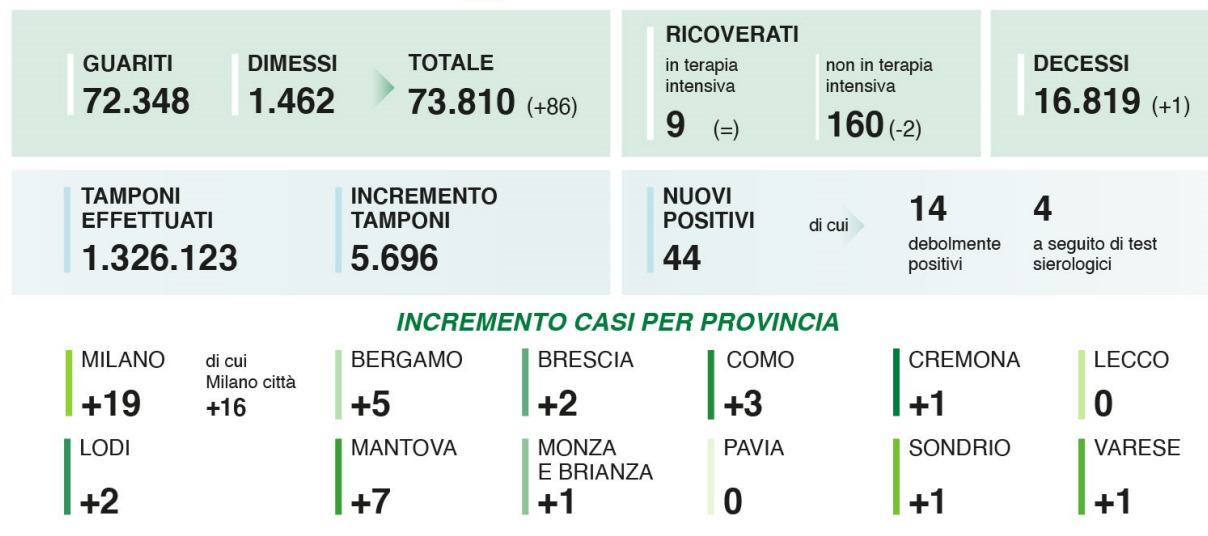 GUARITI
72.348
DIMESSI
1.462
TOTALE
73.810 (+86)
RICOVERATI
in terapia
intensiva
9 (=)
non in terapia
intensiva
160 (-2)
DECESSI
16.819 (+1)
TAMPONI
EFFETTUATI
1.326.123
INCREMENTO
TAMPONI
5.696
NUOVI
POSITIVI
44
di cui
14
debolmente
positivi
4
a seguito di test
sierologici
INCREMENTO CASI PER PROVINCIA
MILANO
+19
di cui
Milano città
+16
BERGAMO
+5
BRESCIA
+2
COMO
+3
CREMONA
+1
LECCO
0
LODI
+2
MANTOVA
+7
MONZA
E BRIANZA
+1
PAVIA
0
SONDRIO
+1
VARESE
+1